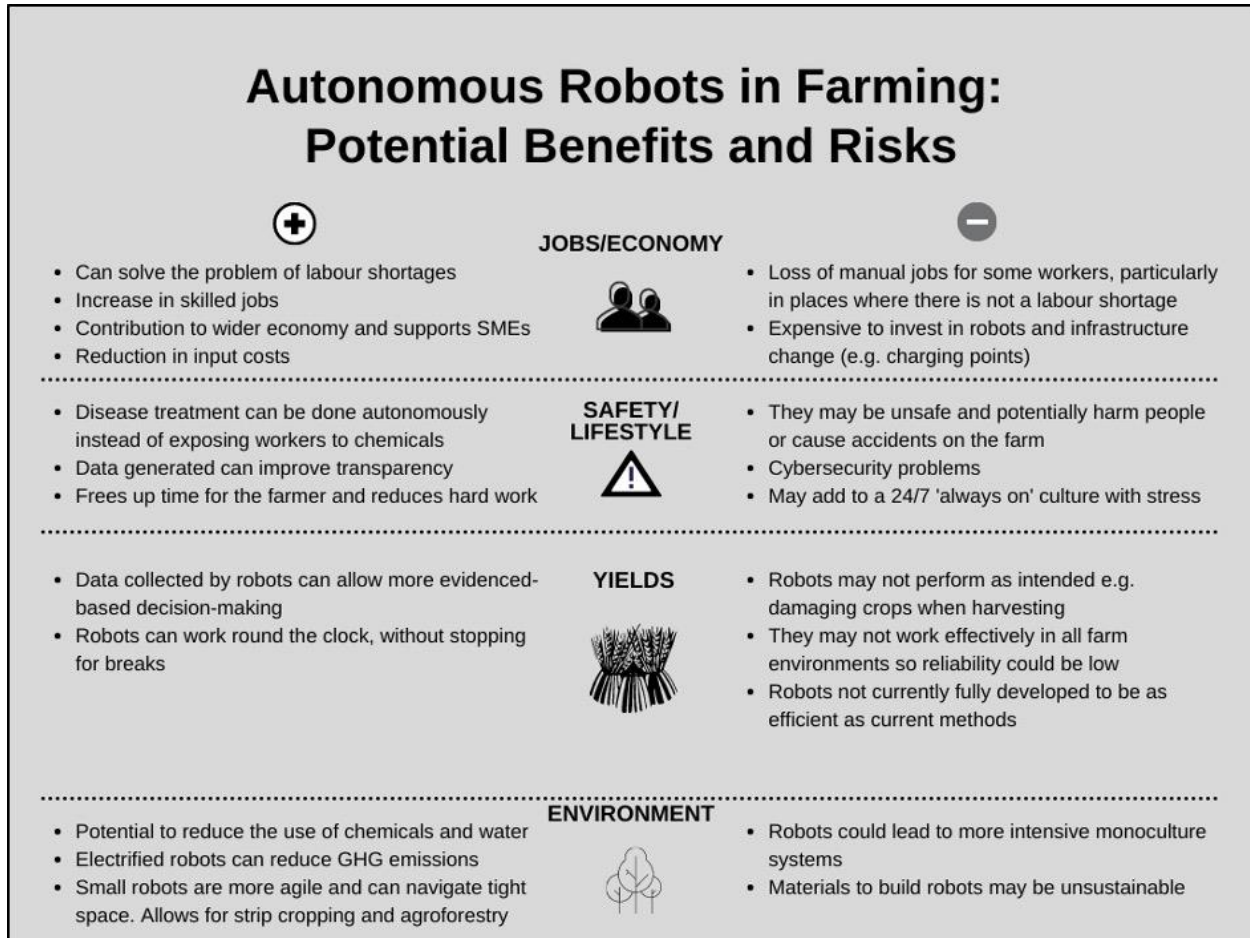 Autonomous Robots in Farming:
Potential Benefits and Risks
JOBS/ECONOMY
• Can solve the problem of labour shortages
• Increase in skilled jobs
• Contribution to wider economy and supports SMEs
• Reduction in input costs
• Loss of manual jobs for some workers, particularly
in places where there is not a labour shortage
• Expensive to invest in robots and infrastructure
change (e.g. charging points)
SAFETY/
LIFESTYLE
• Disease treatment can be done autonomously
instead of exposing workers to chemicals
• Data generated can improve transparency
• Frees up time for the farmer and reduces hard work
• They may be unsafe and potentially harm people
or cause accidents on the farm
• Cybersecurity problems
• May add to a 24/7 'always on' culture with stress
YIELDS
• Data collected by robots can allow more evidenced-
based decision-making
• Robots can work round the clock, without stopping
for breaks
• Robots may not perform as intended e.g.
damaging crops when harvesting
• They may not work effectively in all farm
environments so reliability could be low
• Robots not currently fully developed to be as
efficient as current methods
ENVIRONMENT
• Potential to reduce the use of chemicals and water
• Electrified robots can reduce GHG emissions
• Small robots are more agile and can navigate tight
space. Allows for strip cropping and agroforestry
• Robots could lead to more intensive monoculture
systems
• Materials to build robots may be unsustainable